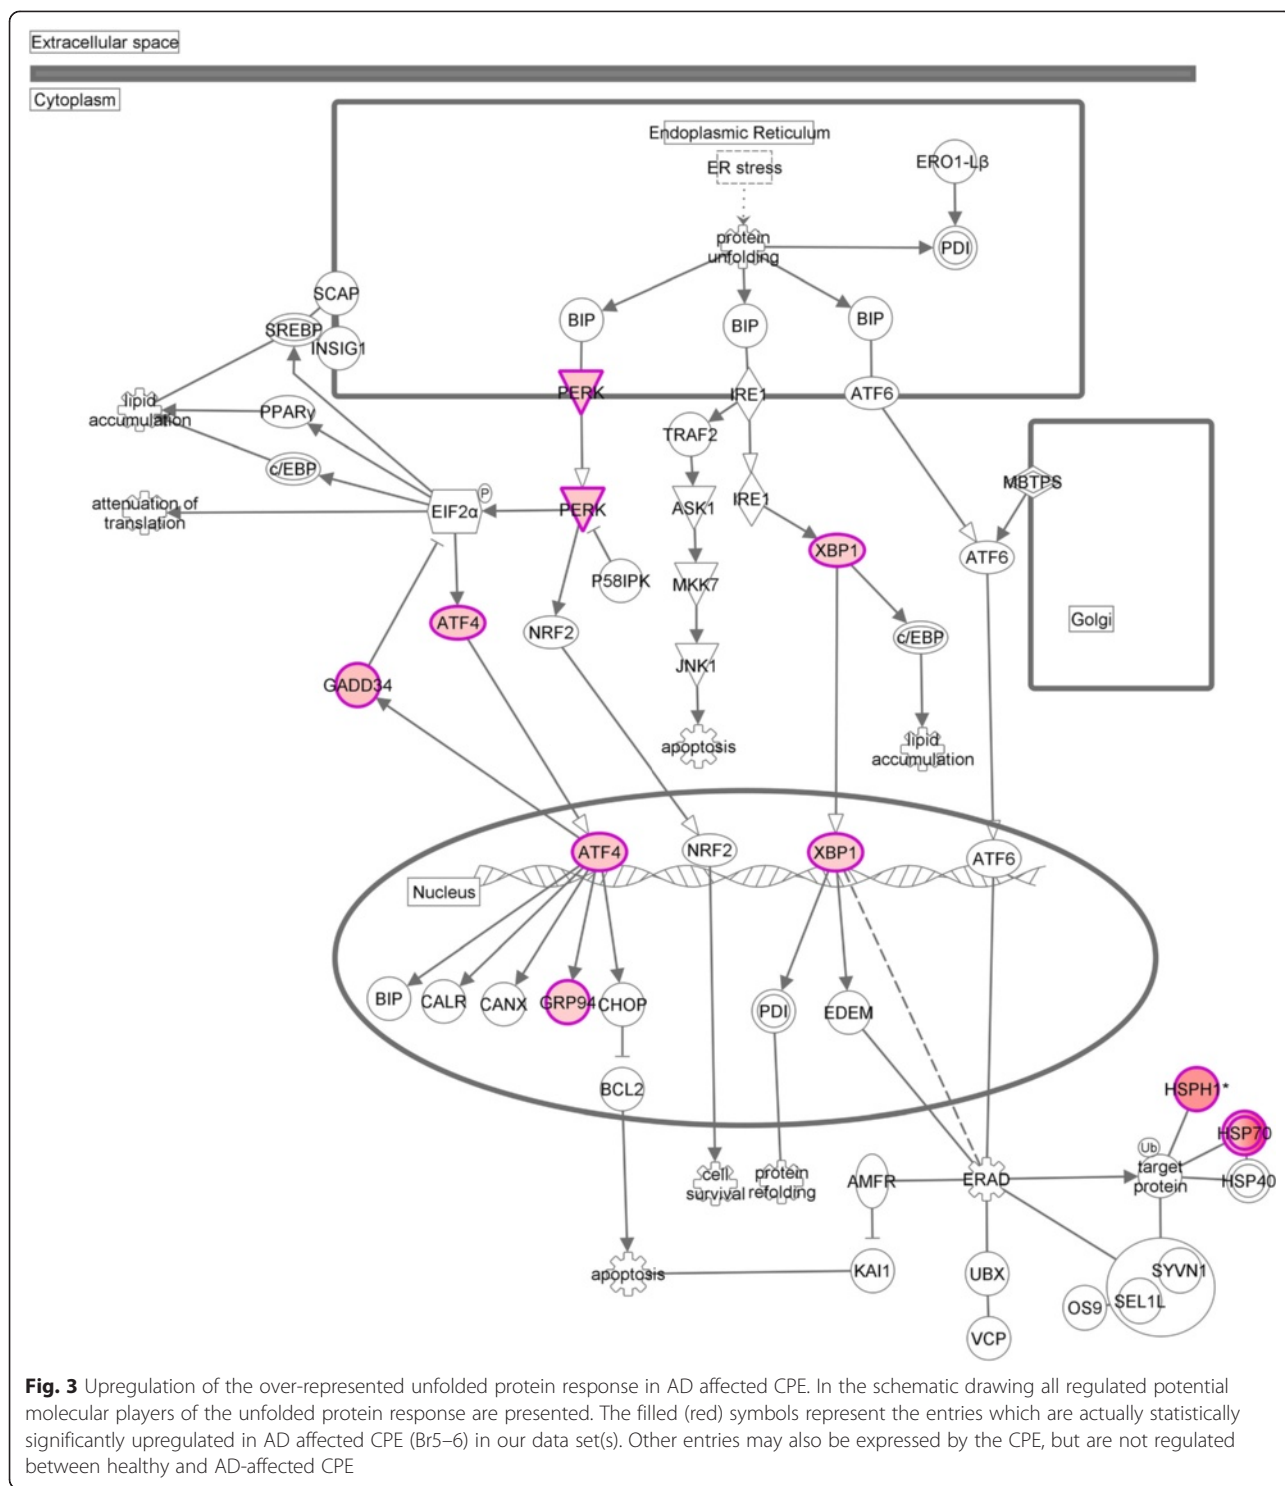 Extracellular space
Cytoplasm
Endoplasmic Reticulum
ER stress
ERO1-Lβ
protein
unfolding
PDI
SCAP
SREBP
INSIG1
BIP
BIP
BIP
PERK
IRE1
ATF6
lipid
accumulation
PPARγ
TRAF2
c/EBP
MBTPS
attenuation of
translation
EIF2α
P
PERK
ASK1
IRE1
XBP1
ATF6
P58IPK
MKK7
ATF4
NRF2
c/EBP
Golgi
GADD34
JNK1
apoptosis
lipid
accumulation
ATF4
NRF2
XBP1
ATF6
Nucleus
BIP
CALR
CANX
GRP94
CHOP
PDI
EDEM
BCL2
HSPH1*
HSP70
Ub
target
protein
HSP40
cell
survival
protein
refolding
AMFR
ERAD
apoptosis
KAI1
UBX
SYVN1
SEL1L
OS9
VCP
Fig. 3 Upregulation of the over-represented unfolded protein response in AD affected CPE. In the schematic drawing all regulated potential
molecular players of the unfolded protein response are presented. The filled (red) symbols represent the entries which are actually statistically
significantly upregulated in AD affected CPE (Br5–6) in our data set(s). Other entries may also be expressed by the CPE, but are not regulated
between healthy and AD-affected CPE